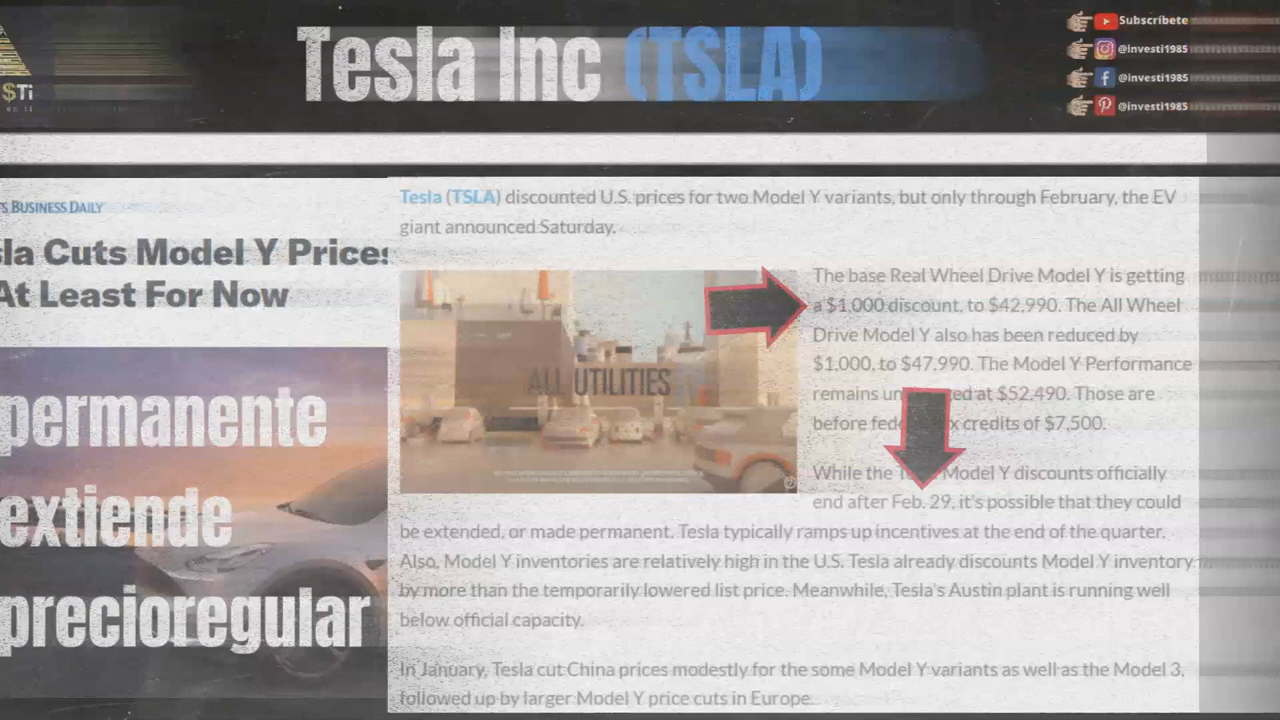 Tesla Inc (TSLA)
Subscríbete
@investi1985
@investi1985
@investi1985
$Ti
BUSINESS DAILY
sla Cuts Model Y Prices
At Least For Now
permanente
extiende
precioregular
Tesla (TSLA) discounted U.S. prices for two Model Y variants, but only through February, the EV
giant announced Saturday.
ALL UTILITIES
The base Real Wheel Drive Model Y is getting
a $1,000 discount, to $42,990. The All Wheel
Drive Model Y also has been reduced by
$1,000, to $47,990. The Model Y Performance
remains at $52,490. Those are
before credits of $7,500.
While the Model Y discounts officially
end after Feb. 29, it's possible that they could
be extended, or made permanent. Tesla typically ramps up incentives at the end of the quarter.
Also, Model Y inventories are relatively high in the U.S. Tesla already discounts Model Y inventory
by more than the temporarily lowered list price. Meanwhile, Tesla's Austin plant is running well
below official capacity.
In January, Tesla cut China prices modestly for the some Model Y variants as well as the Model 3,
followed up by larger Model Y price cuts in Europe.